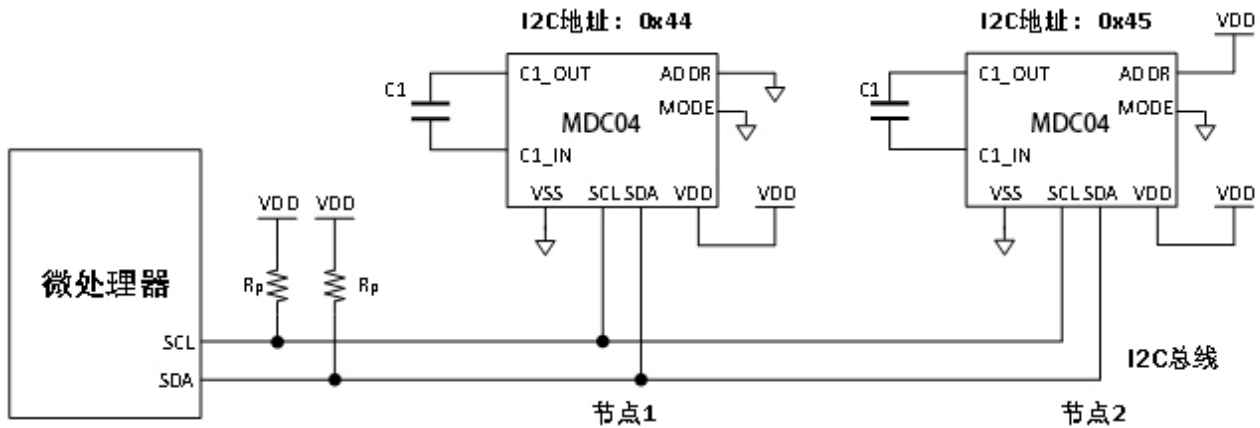 I2C地址：0x44
I2C地址：0x45
VDD
C1_OUT
ADDR
C1
MODE
MDC04
C1_IN
VSS
SCL
SDA
VDD
VDD
C1_OUT
ADDR
C1
MODE
MDC04
C1_IN
VSS
SCL
SDA
VDD
VDD
VDD
VDD
微处理器
Rp
Rp
SCL
SDA
I2C总线
节点1
节点2